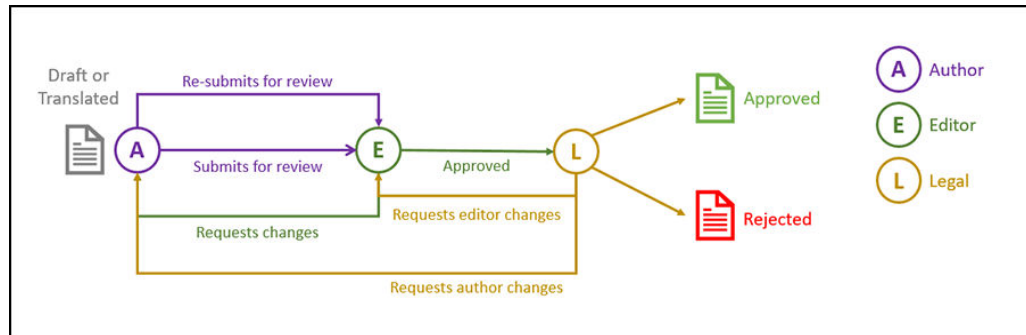 Draft or
Translated
Re-submits for review
A
Submits for review
E
Approved
L
Requests changes
Requests editor changes
Requests author changes
Approved
Rejected
A Author
E Editor
L Legal